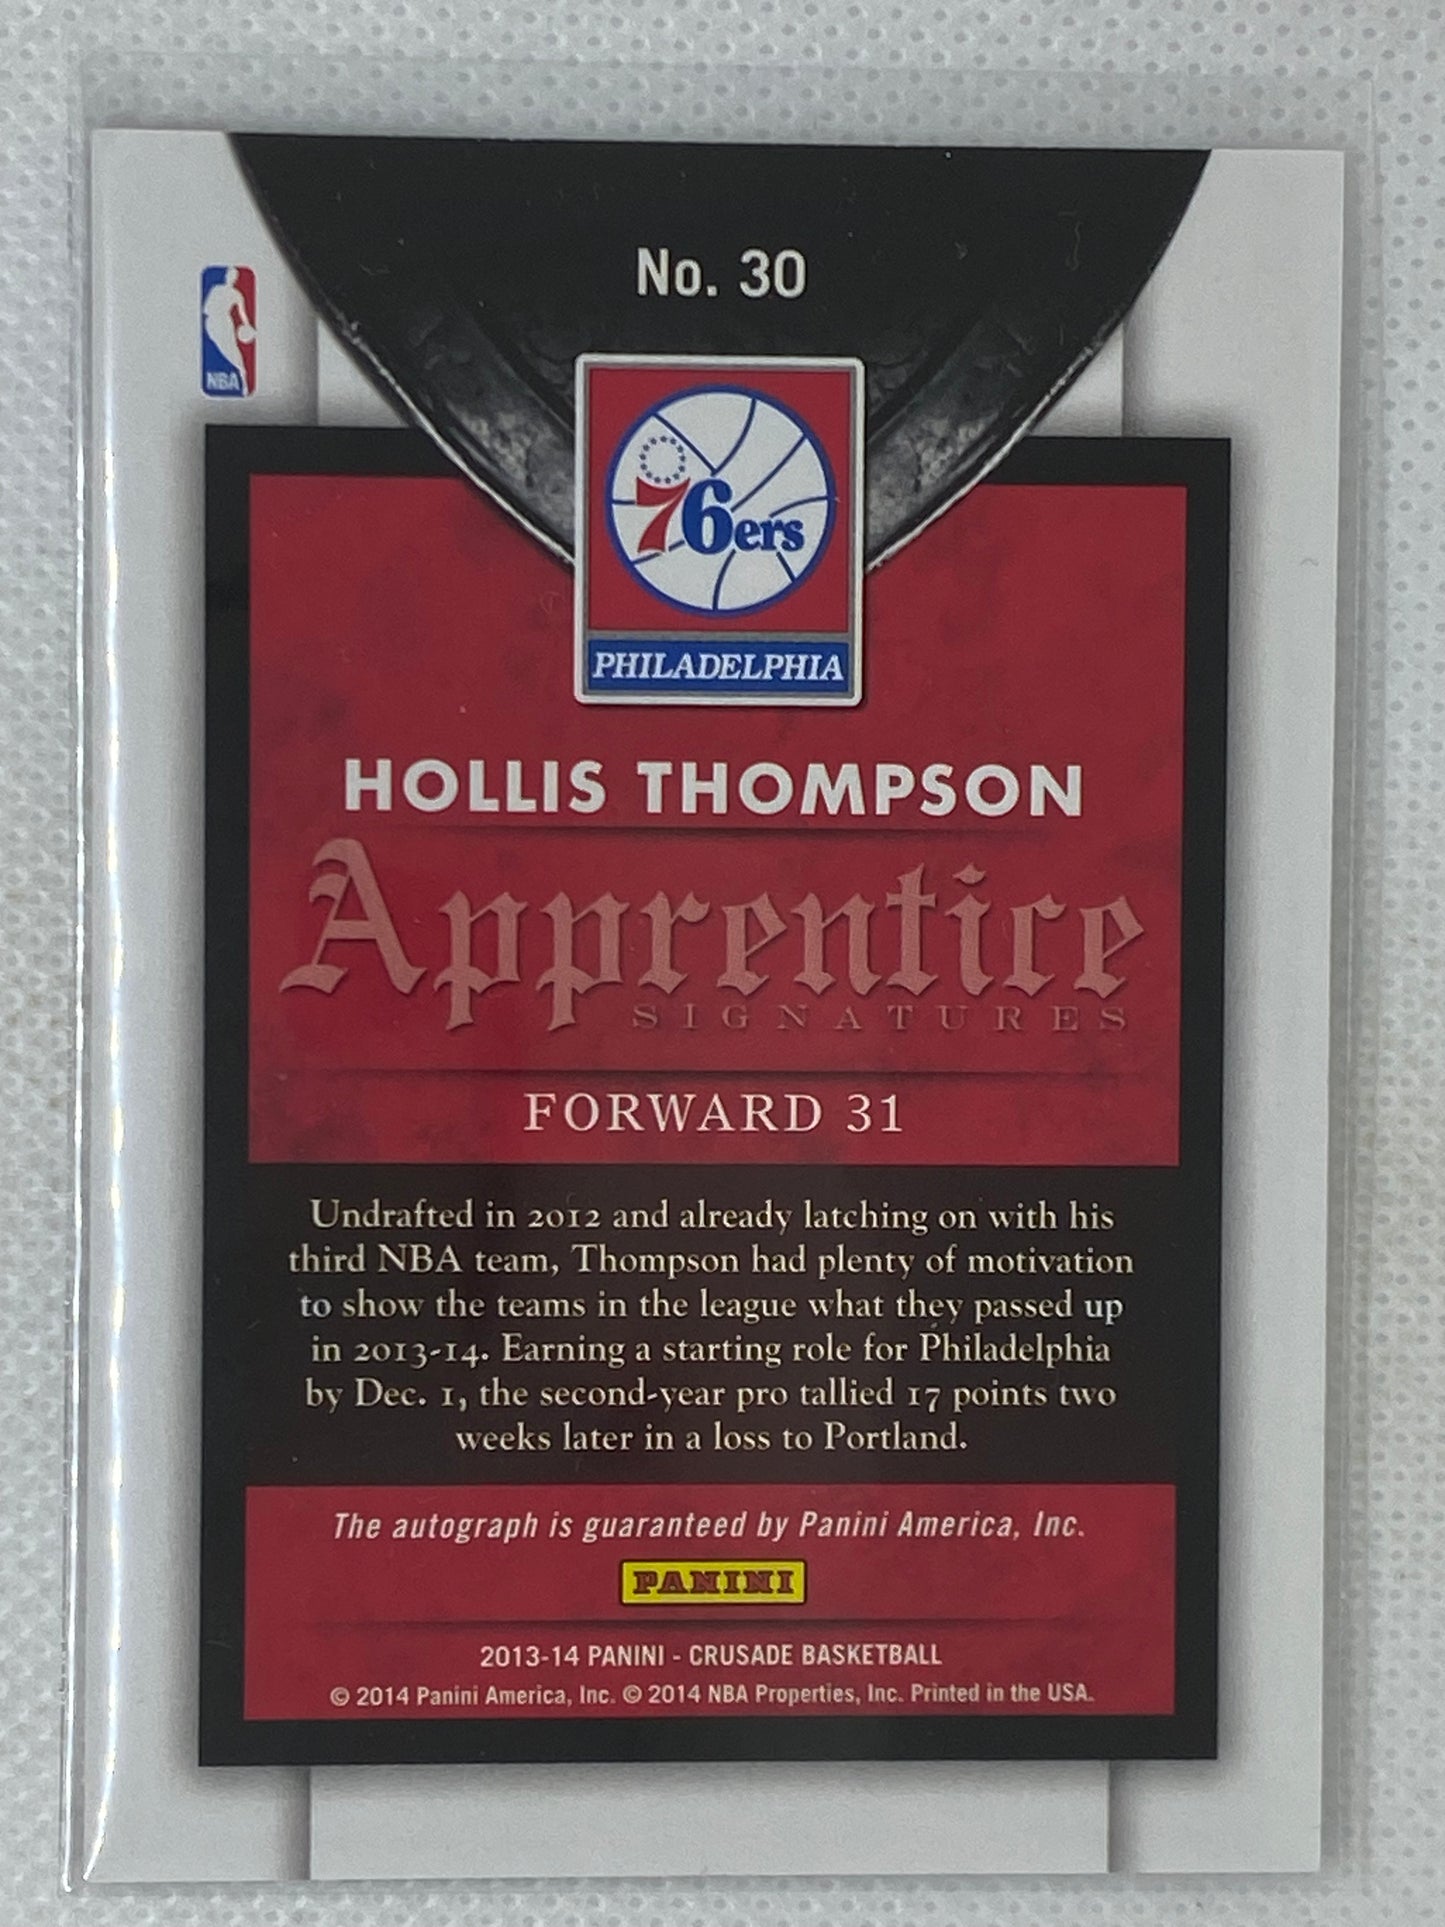 No. 30
NBA
76ers
PHILADELPHIA
HOLLIS THOMPSON
Apprentice
SIGNATURES
FORWARD 31
Undrafted in 2012 and already latching on with his
third NBA team, Thompson had plenty of motivation
to show the teams in the league what they passed up
in 2013-14. Earning a starting role for Philadelphia
by Dec. 1, the second-year pro tallied 17 points two
weeks later in a loss to Portland.
The autograph is guaranteed by Panini America, Inc.
PANINI
2013-14 PANINI - CRUSADE BASKETBALL
© 2014 Panini America, Inc. © 2014 NBA Properties, Inc. Printed in the USA.